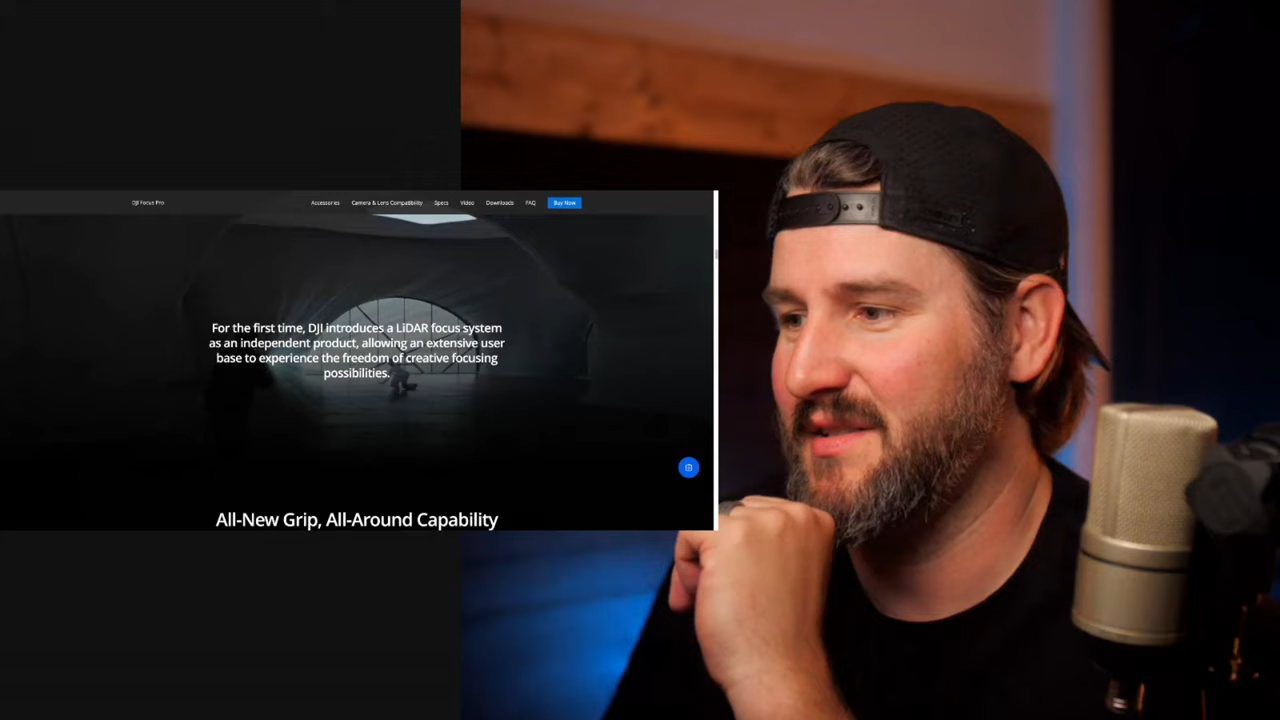 DJI Focus Pro
Accessories Camera & Lens Compatibility Specs Video Downloads FAQ Buy Now
For the first time, DJI introduces a LiDAR focus system
as an independent product, allowing an extensive user
base to experience the freedom of creative focusing
possibilities.
All-New Grip, All-Around Capability